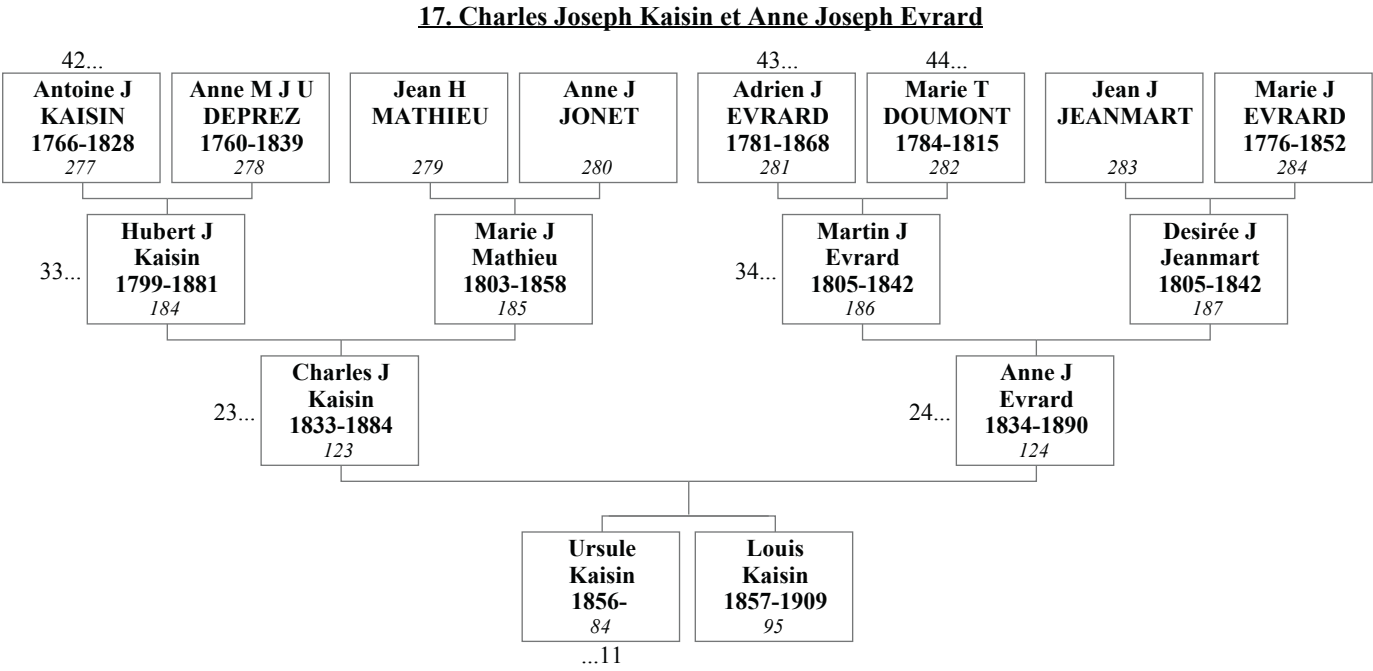 17. Charles Joseph Kaisin et Anne Joseph Evrard
42...
Antoine J
KAISIN
1766-1828
277
Anne M J U
DEPREZ
1760-1839
278
Jean H
MATHIEU
279
Anne J
JONET
280
43...
Adrien J
EVRARD
1781-1868
281
44...
Marie T
DOUMONT
1784-1815
282
Jean J
JEANMART
283
Marie J
EVRARD
1776-1852
284
33...
Hubert J
Kaisin
1799-1881
184
Marie J
Mathieu
1803-1858
185
34...
Martin J
Evrard
1805-1842
186
Desirée J
Jeanmart
1805-1842
187
23...
Charles J
Kaisin
1833-1884
123
24...
Anne J
Evrard
1834-1890
124
Ursule
Kaisin
1856-
84
...11
Louis
Kaisin
1857-1909
95